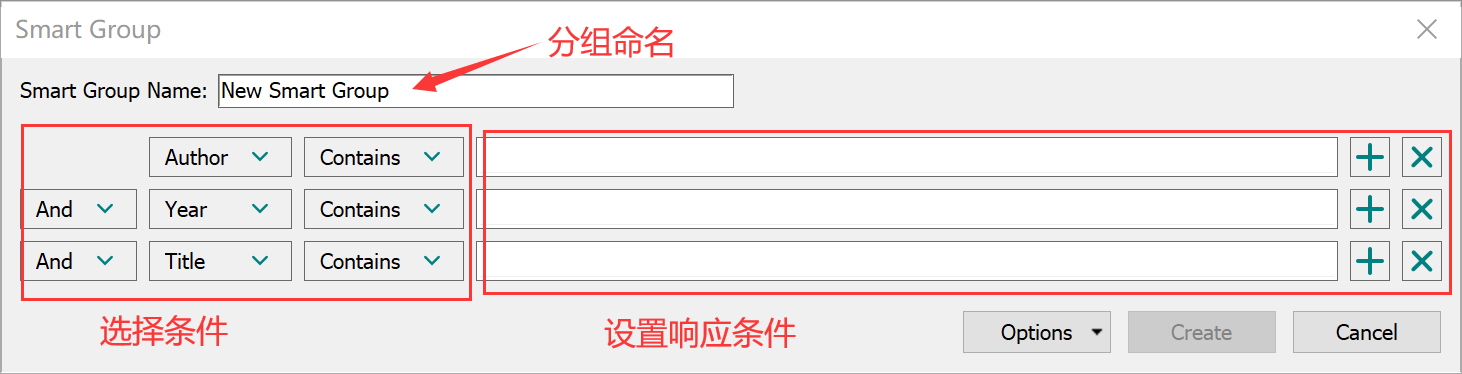 Smart Group
分组命名
Smart Group Name: New Smart Group
Author Contains
And Year Contains
And Title Contains
选择条件 设置响应条件
Options Create Cancel